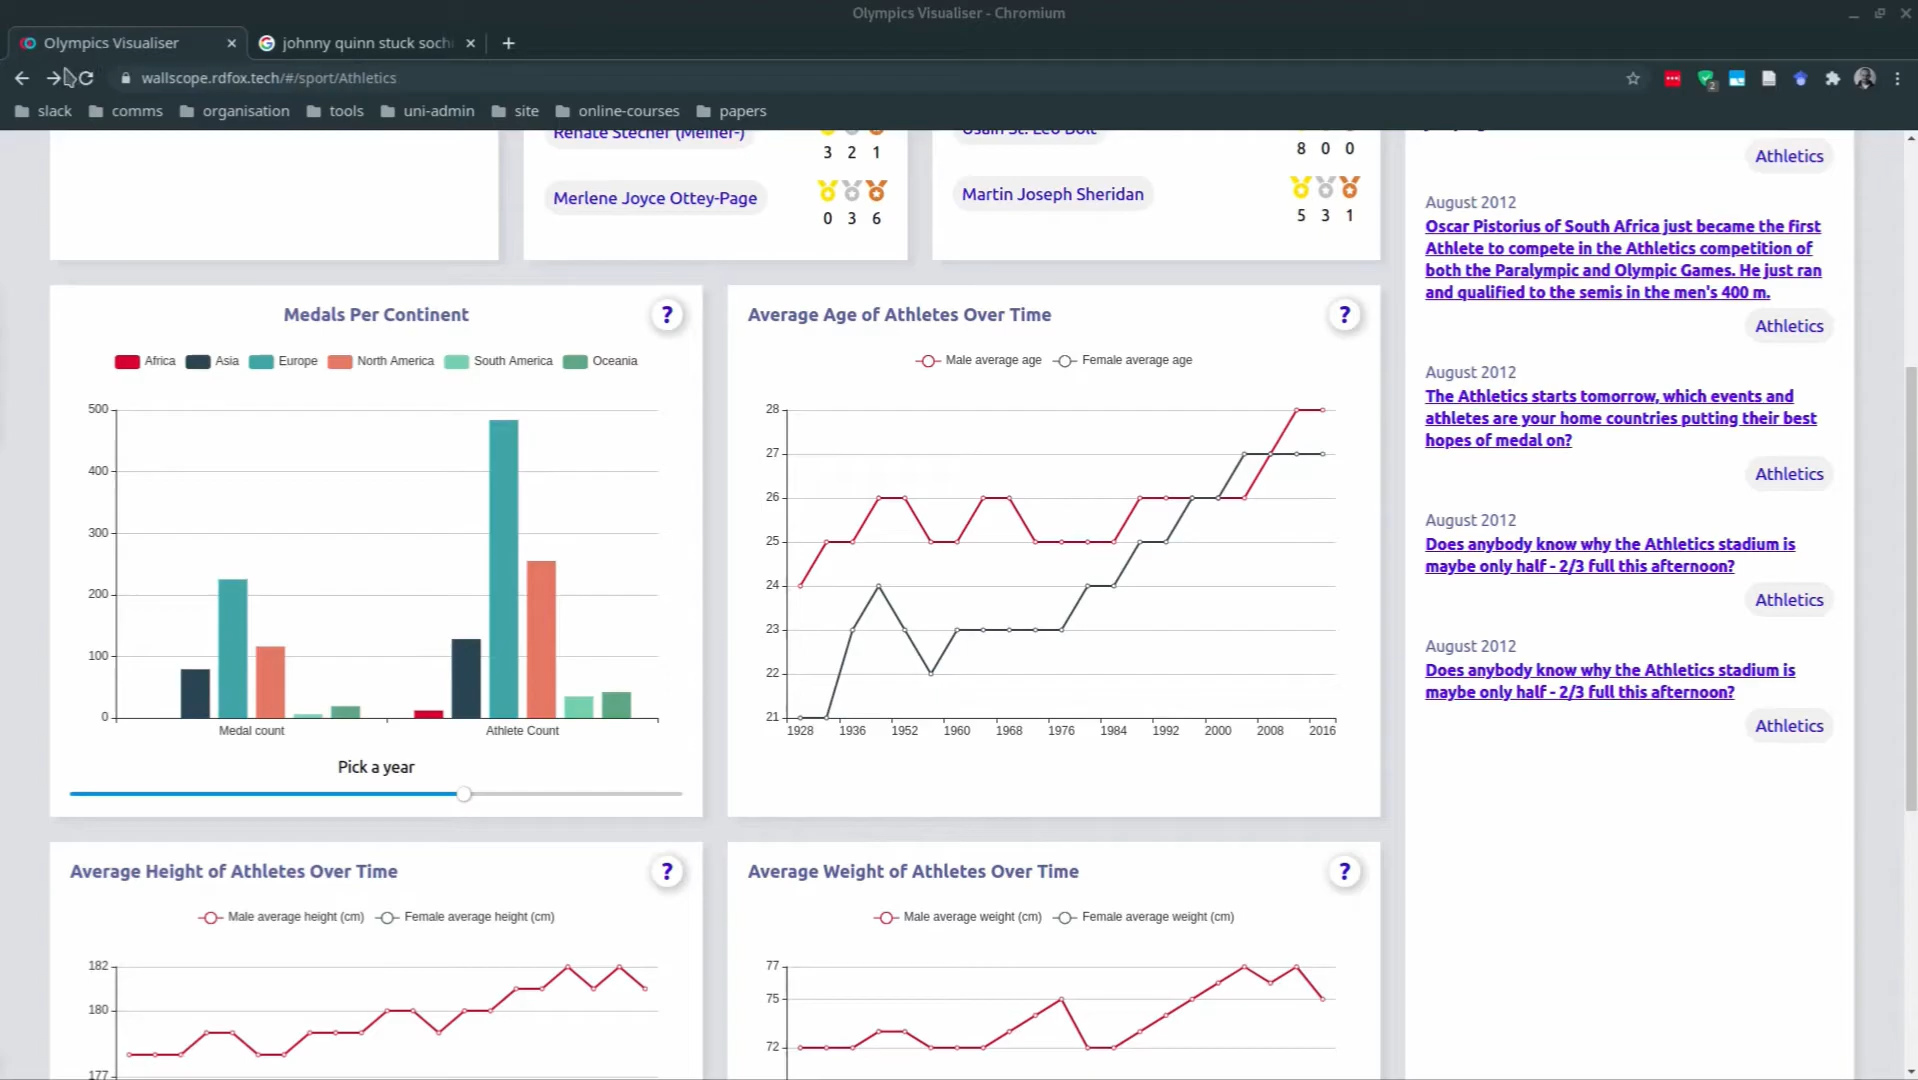 Olympics Visualiser - Chromium
Olympics Visualiser
johnny quinn stuck soch
wallscope.rdfox.tech/#/sport/Athletics
2
slack
comms
organisation
tools
uni-admin
site
online-courses
papers
Renate Stecher (Meißner-)
3 2 1
Merlene Joyce Ottey-Page
0 3 6
Usain St. Leo Bolt
8 0 0
Martin Joseph Sheridan
5 3 1
Medals Per Continent
?
Africa Asia Europe North America South America Oceania
500
400
300
200
100
0
Medal count Athlete Count
Pick a year
Average Age of Athletes Over Time
?
Male average age Female average age
28
27
26
25
24
23
22
21
1928 1936 1952 1960 1968 1976 1984 1992 2000 2008 2016
Average Height of Athletes Over Time
?
Male average height (cm) Female average height (cm)
182
180
177
Average Weight of Athletes Over Time
?
Male average weight (cm) Female average weight (cm)
77
75
72
Athletics
August 2012
Oscar Pistorius of South Africa just became the first
Athlete to compete in the Athletics competition of
both the Paralympic and Olympic Games. He just ran
and qualified to the semis in the men's 400 m.
Athletics
August 2012
The Athletics starts tomorrow, which events and
athletes are your home countries putting their best
hopes of medal on?
Athletics
August 2012
Does anybody know why the Athletics stadium is
maybe only half - 2/3 full this afternoon?
Athletics
August 2012
Does anybody know why the Athletics stadium is
maybe only half - 2/3 full this afternoon?
Athletics